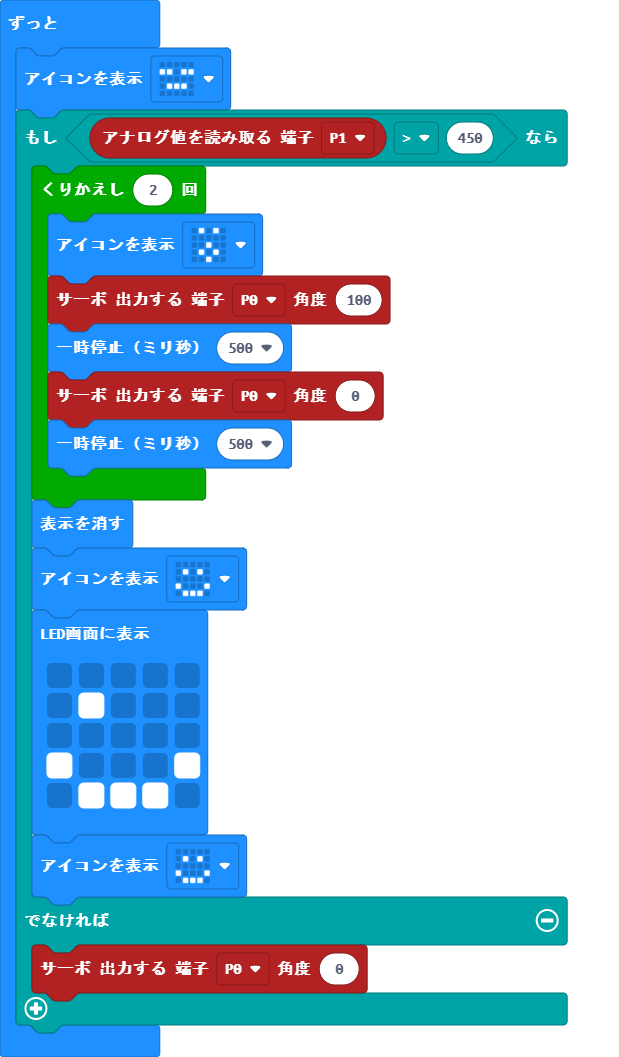 ずっと
アイコンを表示
もし アナログ値を読み取る 端子 P1 > 450 なら
くりかえし 2 回
アイコンを表示
サーボ 出力する 端子 P0 角度 100
一時停止（ミリ秒） 500
サーボ 出力する 端子 P0 角度 0
一時停止（ミリ秒） 500
表示を消す
アイコンを表示
LED画面に表示
アイコンを表示
でなければ
サーボ 出力する 端子 P0 角度 0